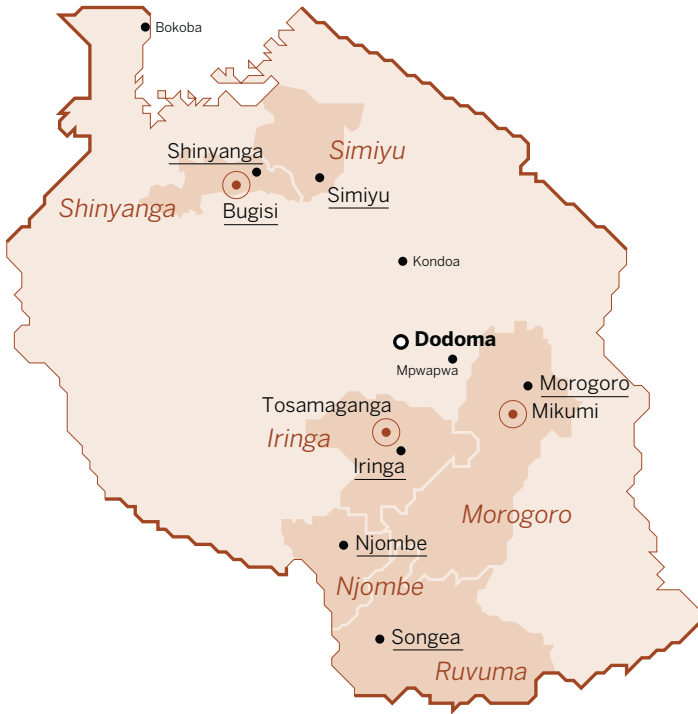 Bokoba
Shinyanga
Simiyu
Shinyanga
Bugisi
Simiyu
Kondoa
Dodoma
Mpwapwa
Morogoro
Mikumi
Tosamaganga
Iringa
Iringa
Morogoro
Njombe
Njombe
Songea
Ruvuma